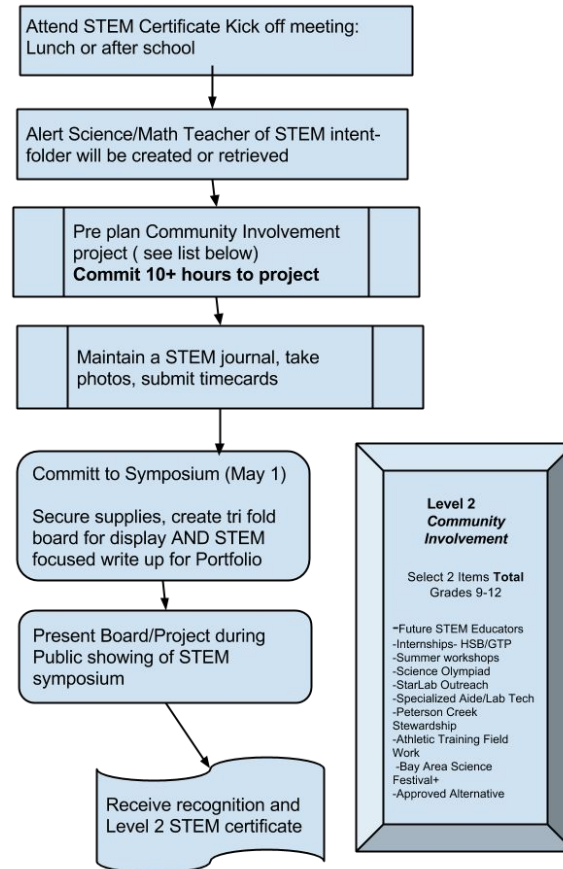 Attend STEM Certificate Kick off meeting:
Lunch or after school
Alert Science/Math Teacher of STEM intent-
folder will be created or retrieved
Pre plan Community Involvement
project ( see list below)
Commit 10+ hours to project
Maintain a STEM journal, take
photos, submit timecards
Committ to Symposium (May 1)
Secure supplies, create tri fold
board for display AND STEM
focused write up for Portfolio
Present Board/Project during
Public showing of STEM
symposium
Receive recognition and
Level 2 STEM certificate
Level 2
Community
Involvement
Select 2 Items Total
Grades 9-12
-Future STEM Educators
-Internships- HSB/GTP
-Summer workshops
-Science Olympiad
-StarLab Outreach
-Specialized Aide/Lab Tech
-Peterson Creek
Stewardship
-Athletic Training Field
Work
-Bay Area Science
Festival+
-Approved Alternative